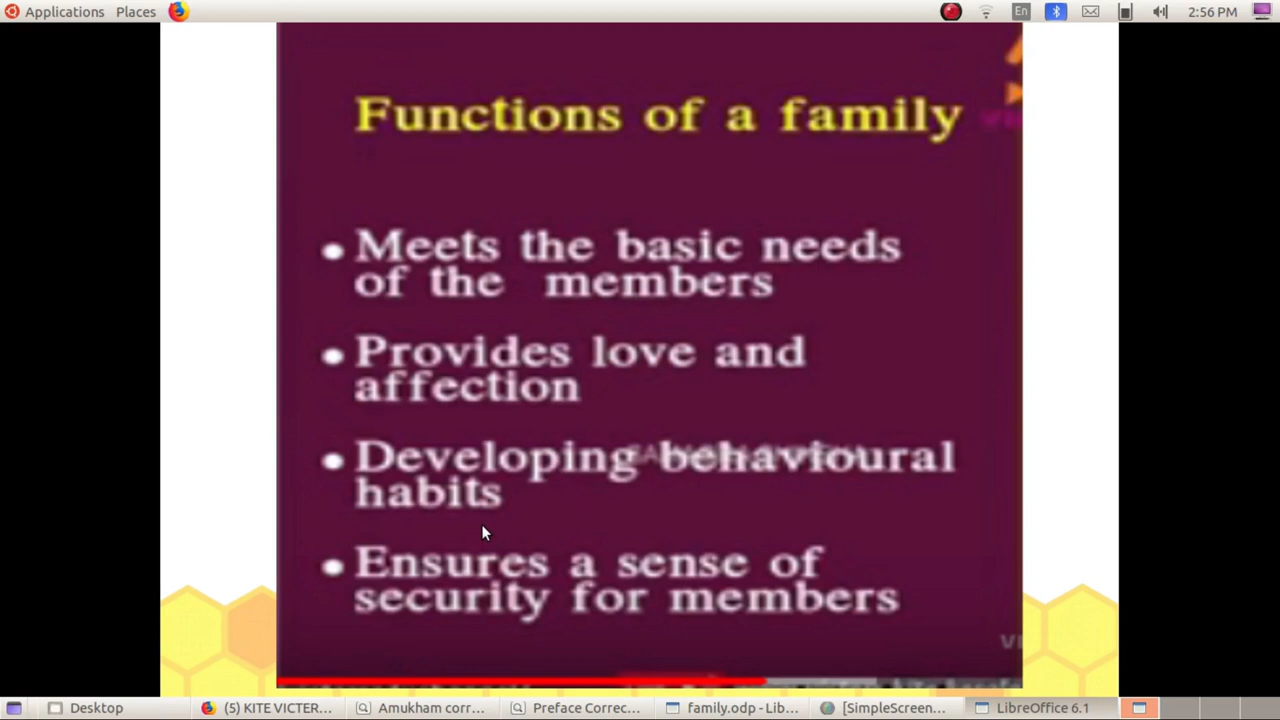 Applications Places En 2:56 PM
Functions of a family
• Meets the basic needs
of the members
• Provides love and
affection
• Developing behavioural
habits
• Ensures a sense of
security for members
Desktop (5) KITE VICTER... Amukham corr... Preface Correc... family.odp - Lib... [SimpleScreen... LibreOffice 6.1